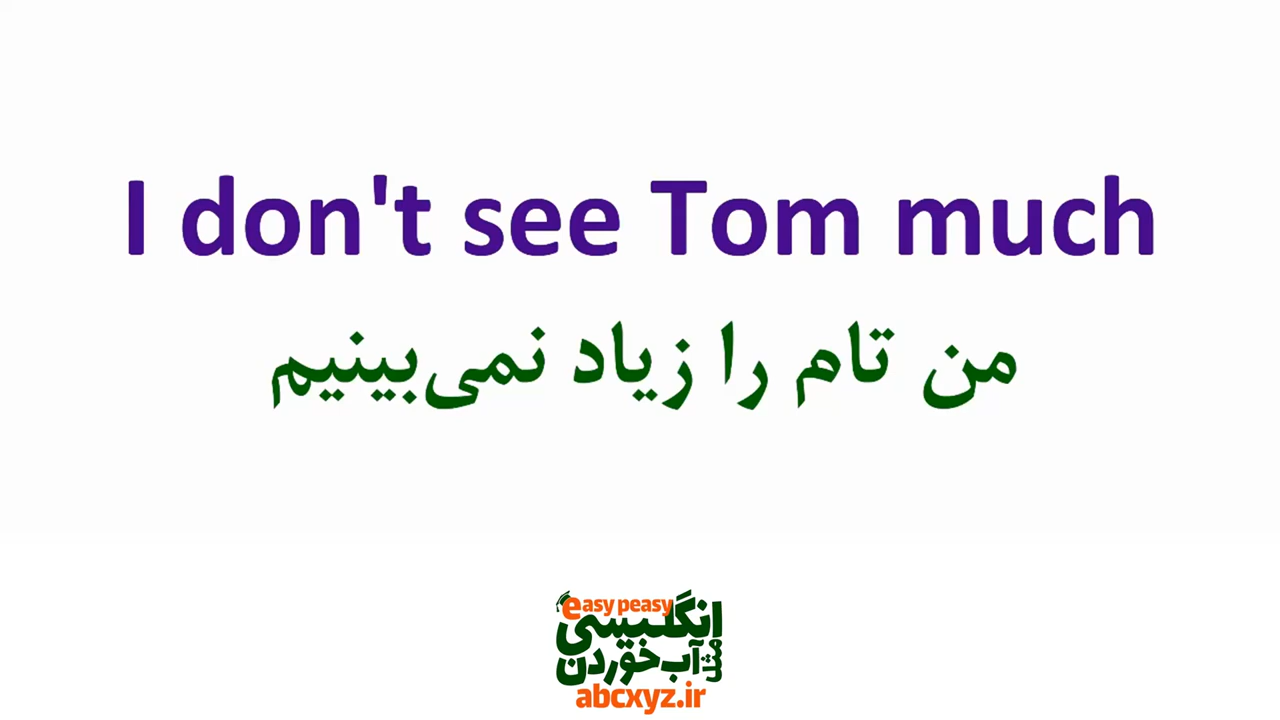 I don't see Tom much
من تام را زیاد نمی‌بینیم
easy peasy
انگلیسی
مثل
آب خوردن
abcxyz.ir